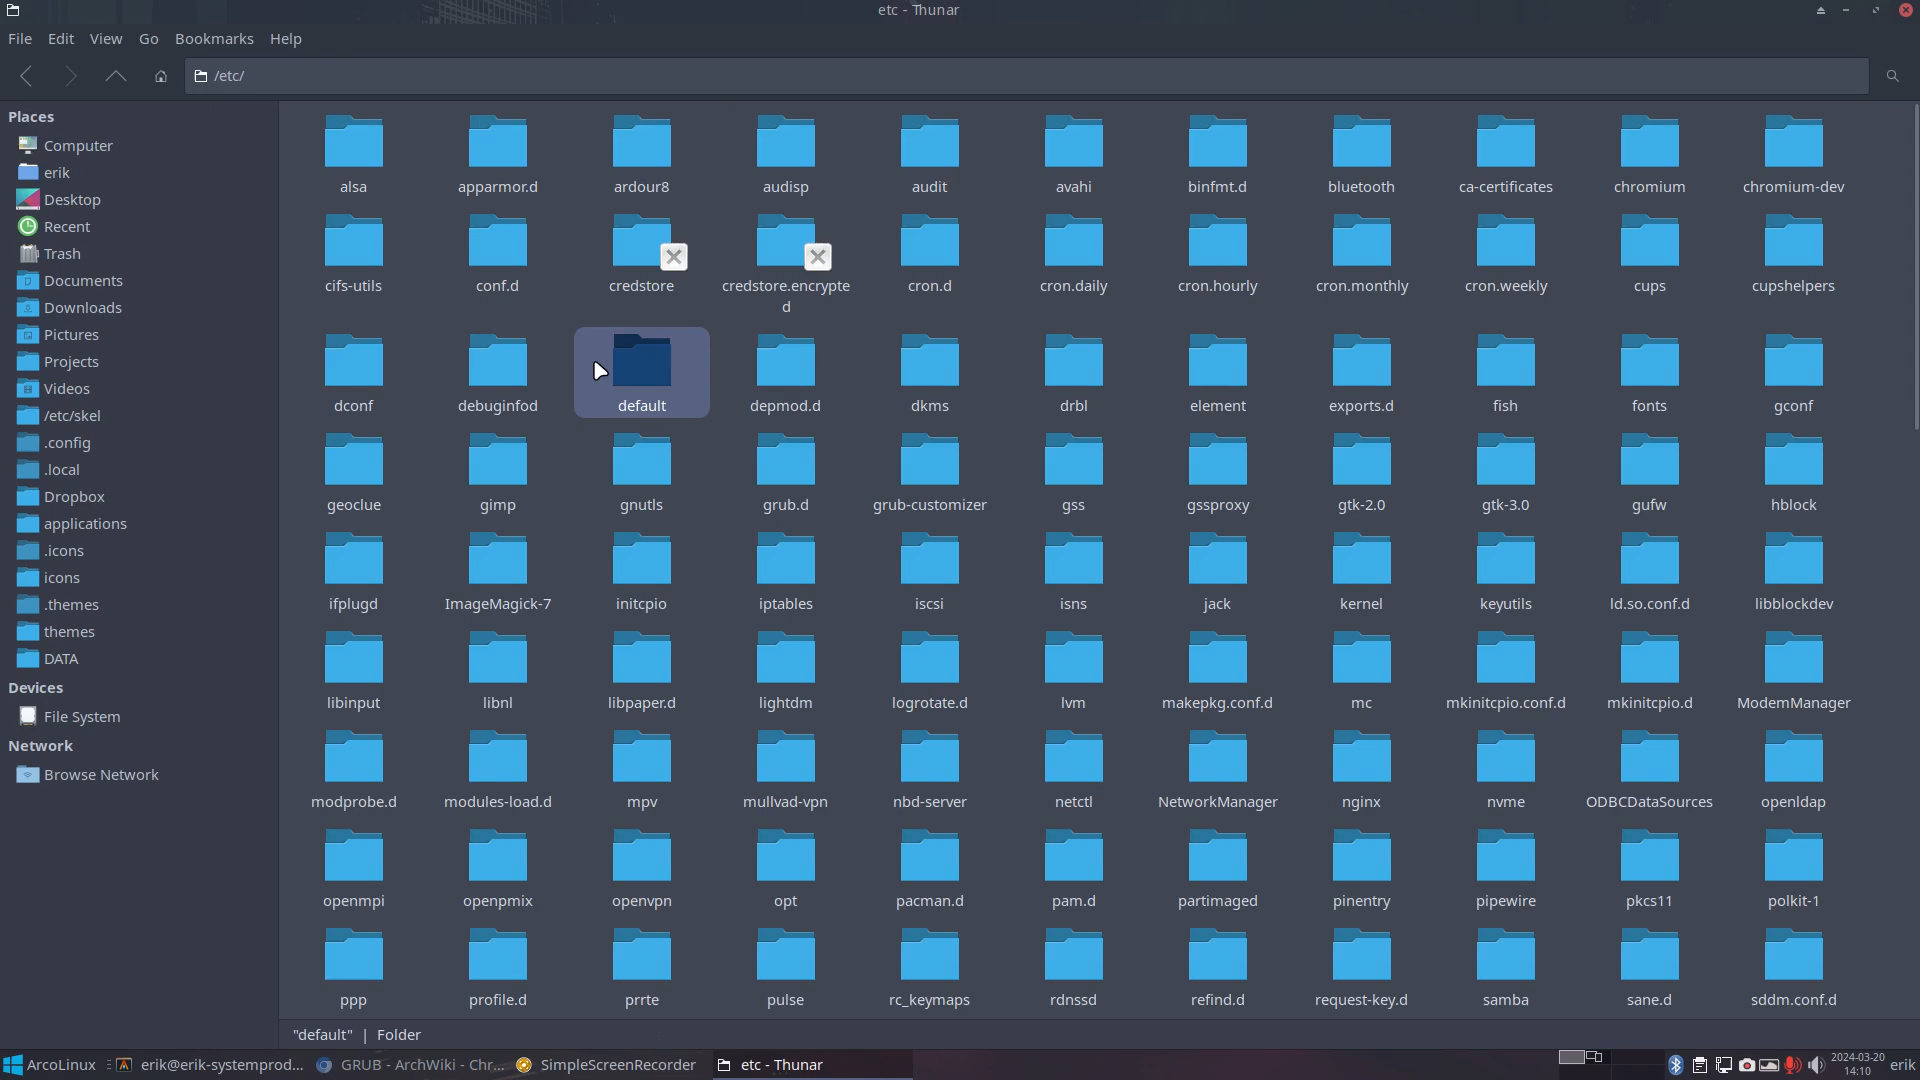 etc - Thunar
File Edit View Go Bookmarks Help
/etc/
Places
Computer
erik
Desktop
Recent
Trash
Documents
Downloads
Pictures
Projects
Videos
/etc/skel
.config
.local
Dropbox
applications
.icons
icons
.themes
themes
DATA
Devices
File System
Network
Browse Network
alsa apparmor.d ardour8 audisp audit avahi binfmt.d bluetooth ca-certificates chromium chromium-dev
cifs-utils conf.d credstore credstore.encrypte cron.d cron.daily cron.hourly cron.monthly cron.weekly cups cupshelpers
d
dconf debuginfod default depmod.d dkms drbl element exports.d fish fonts gconf
geoclue gimp gnutls grub.d grub-customizer gss gssproxy gtk-2.0 gtk-3.0 gufw hblock
ifplugd ImageMagick-7 initcpio iptables iscsi isns jack kernel keyutils ld.so.conf.d libblockdev
libinput libnl libpaper.d lightdm logrotate.d lvm makepkg.conf.d mc mkinitcpio.conf.d mkinitcpio.d ModemManager
modprobe.d modules-load.d mpv mullvad-vpn nbd-server netctl NetworkManager nginx nvme ODBCDataSources openldap
openmpi openpmix openvpn opt pacman.d pam.d partimaged pinentry pipewire pkcs11 polkit-1
ppp profile.d prrte pulse rc_keymaps rdnssd refind.d request-key.d samba sane.d sddm.conf.d
"default" | Folder
ArcoLinux erik@erik-systemprod... GRUB - ArchWiki - Chr... SimpleScreenRecorder etc - Thunar 2024-03-20 erik
14:10